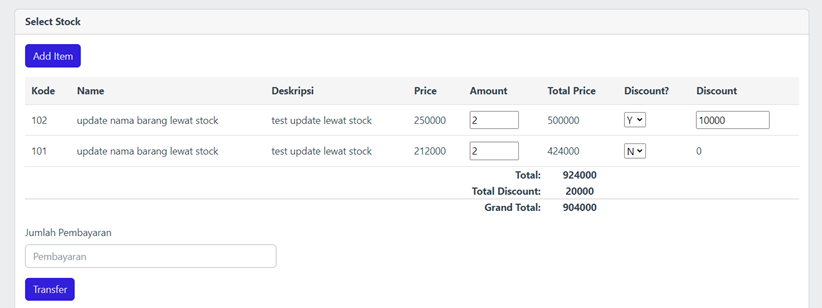 Select Stock
Add Item
Kode Name Deskripsi Price Amount Total Price Discount? Discount
102 update nama barang lewat stock test update lewat stock 250000 2 500000 Y 10000
101 update nama barang lewat stock test update lewat stock 212000 2 424000 N 0
Total: 924000
Total Discount: 20000
Grand Total: 904000
Jumlah Pembayaran
Pembayaran
Transfer